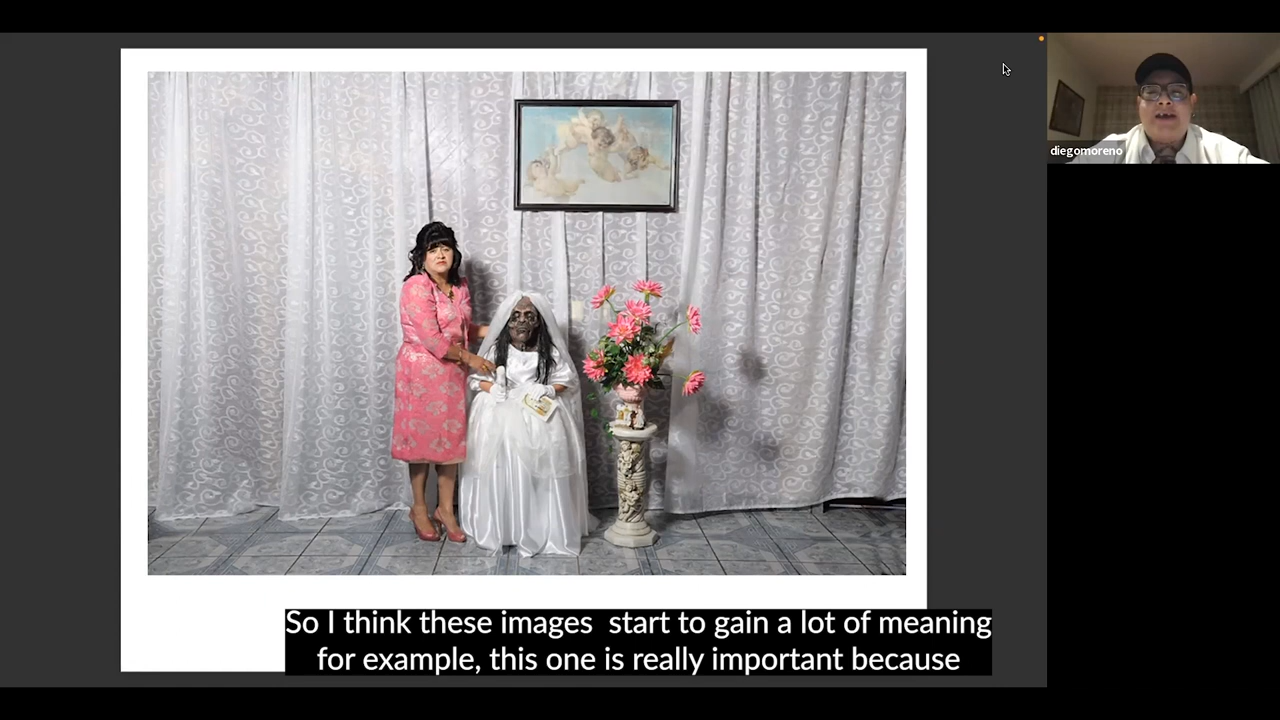 diegomoreno
So I think these images  start to gain a lot of meaning
for example, this one is really important because